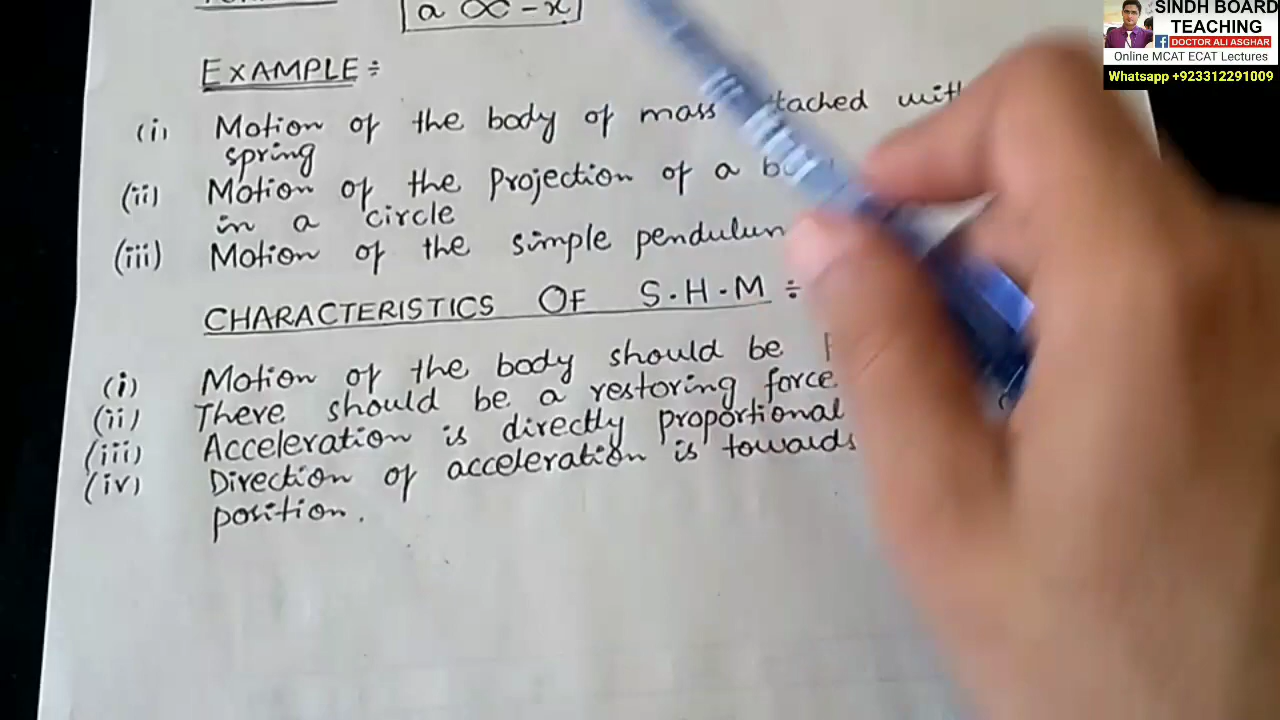 a ∝ -x
EXAMPLE ÷
(i) Motion of the body of mass attached with
spring
(ii) Motion of the Projection of a
in a circle
(iii) Motion of the simple pendulum
CHARACTERISTICS OF S.H.M ÷
(i) Motion of the body should be
(ii) There should be a restoring force
(iii) Acceleration is directly proportional
(iv) Direction of acceleration is towards
position.
SINDH BOARD
TEACHING
DOCTOR ALI ASGHAR
Online MCAT ECAT Lectures
Whatsapp +923312291009